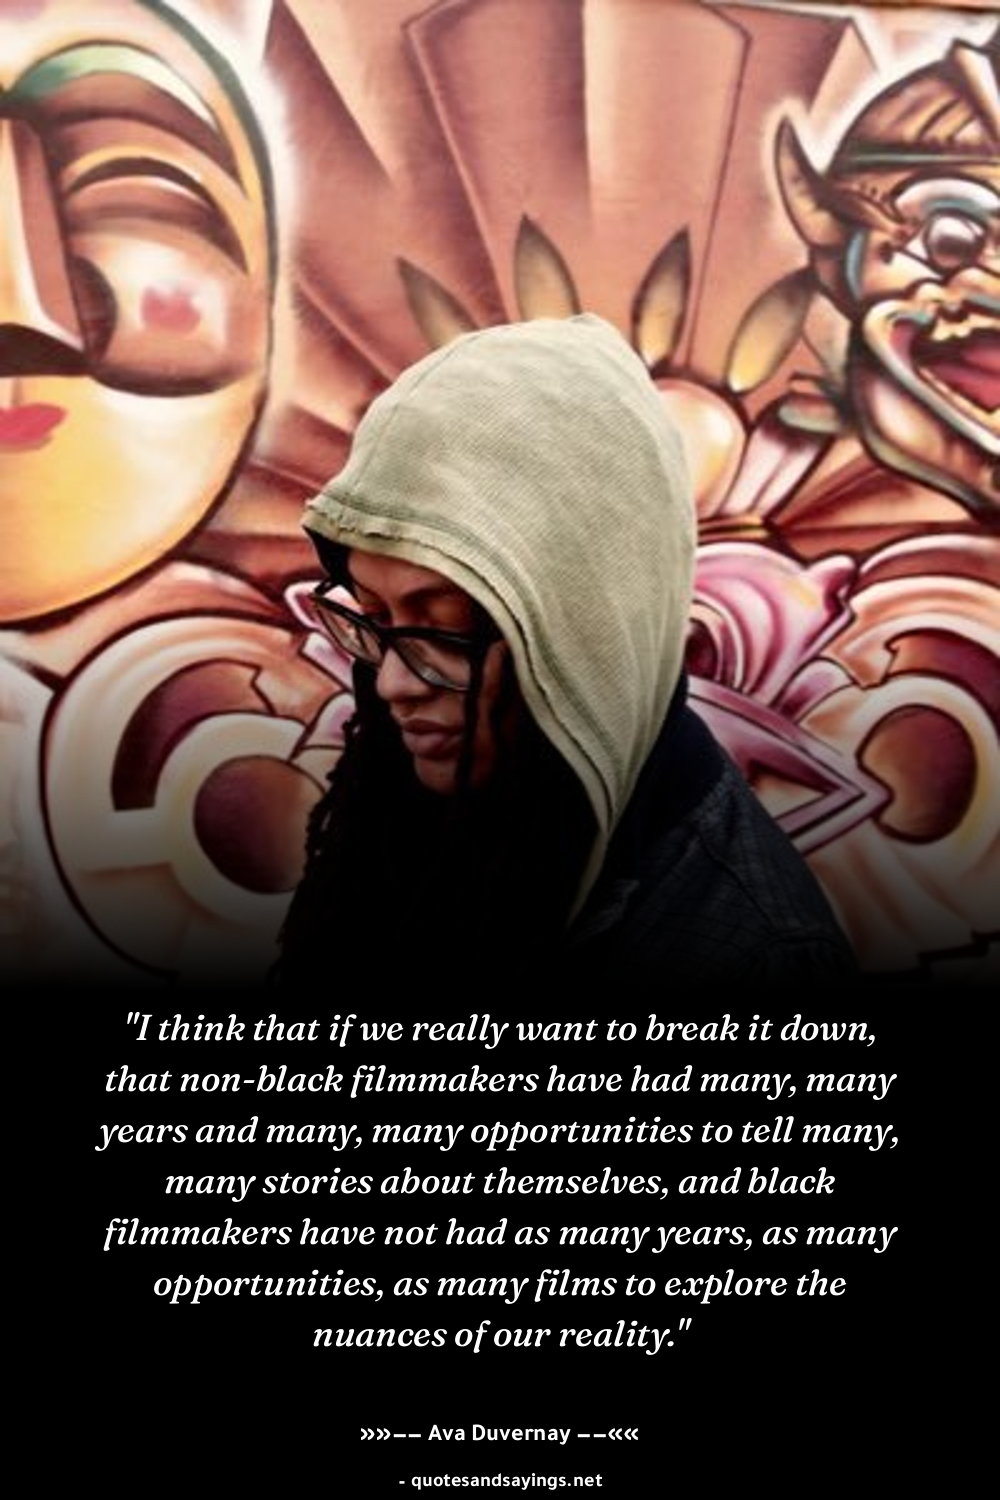 "I think that if we really want to break it down,
that non-black filmmakers have had many, many
years and many, many opportunities to tell many,
many stories about themselves, and black
filmmakers have not had as many years, as many
opportunities, as many films to explore the
nuances of our reality."
»»–– Ava Duvernay ––««
- quotesandsayings.net